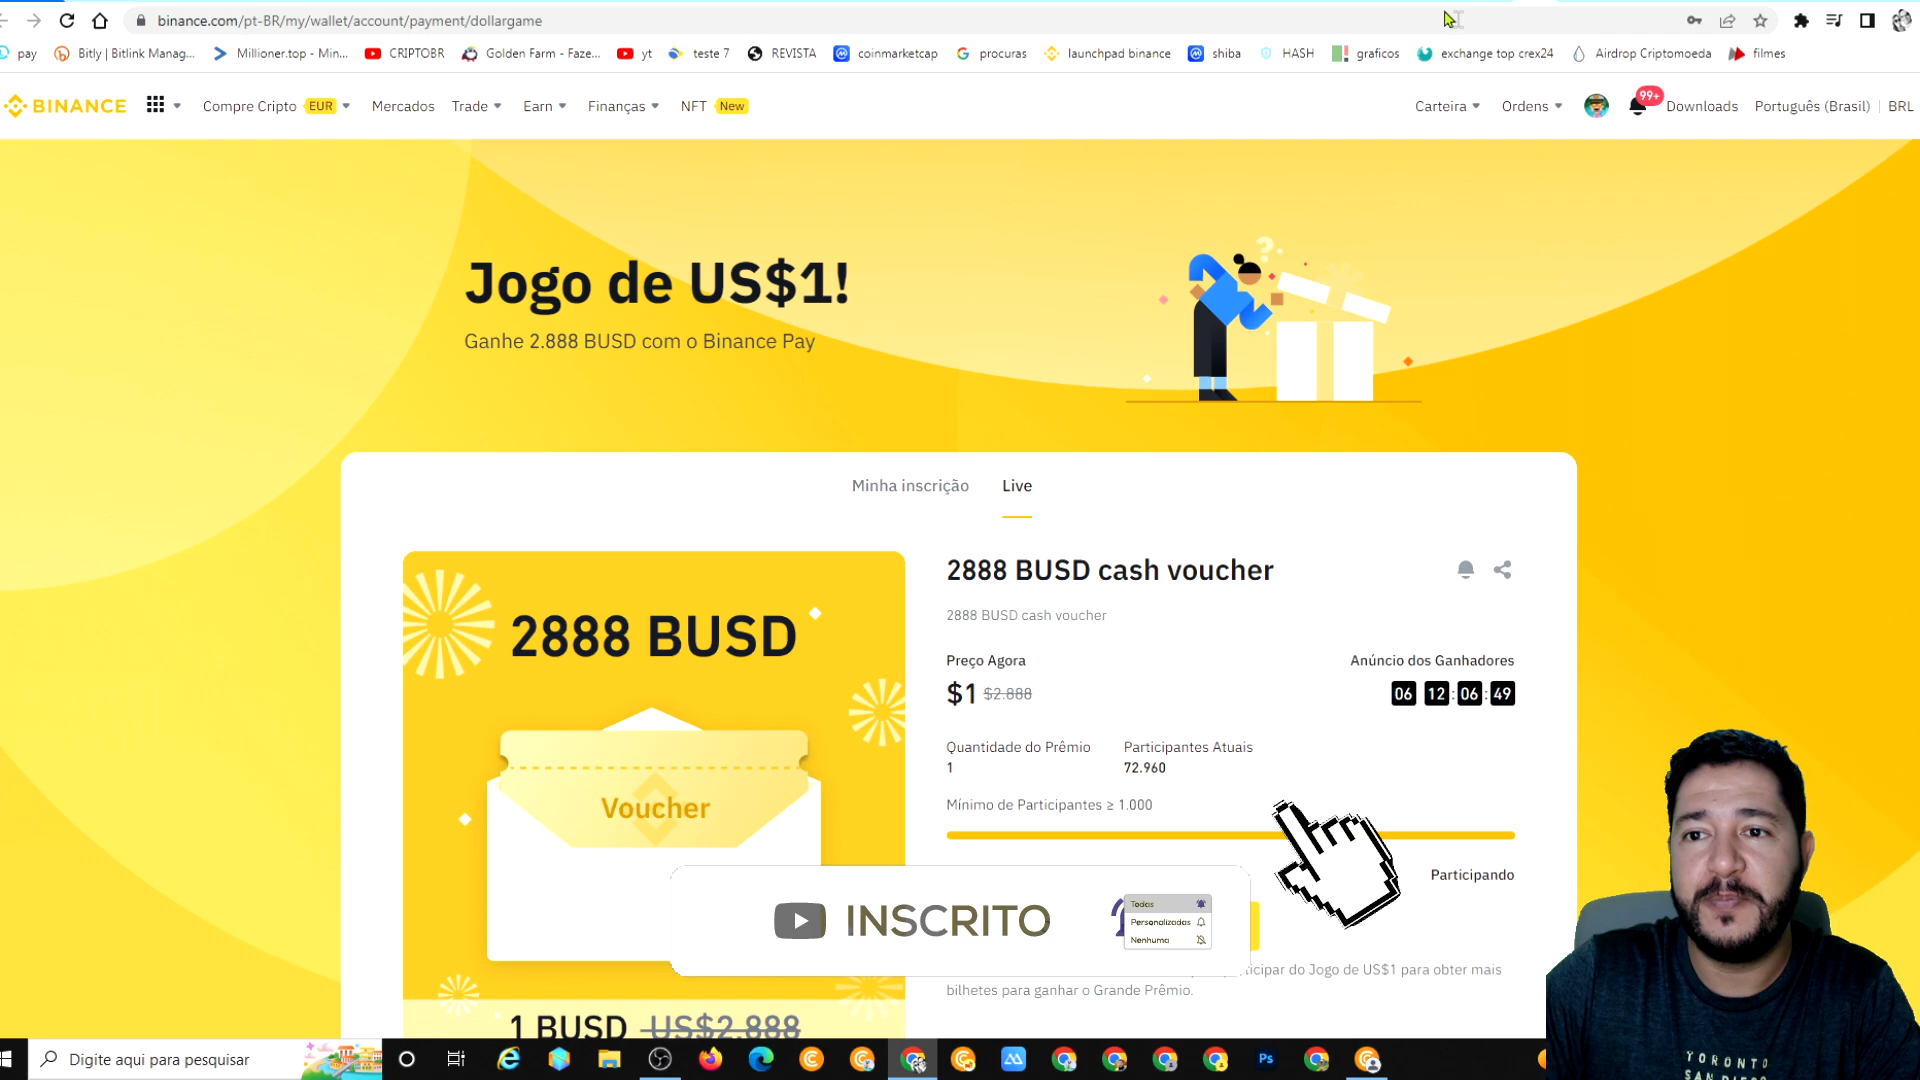 binance.com/pt-BR/my/wallet/account/payment/dollargame
pay Bitly | Bitlink Manag... Millioner.top - Min... CRIPTOBR Golden Farm - Faze... yt teste 7 REVISTA coinmarketcap procuras launchpad binance shiba HASH graficos exchange top crex24 Airdrop Criptomoeda filmes
BINANCE Compre Cripto EUR Mercados Trade Earn Finanças NFT New Carteira Ordens 99+ Downloads Português (Brasil) BRL
Jogo de US$1!
Ganhe 2.888 BUSD com o Binance Pay
Minha inscrição Live
2888 BUSD
Voucher
1 BUSD US$2.888
2888 BUSD cash voucher
2888 BUSD cash voucher
Preço Agora Anúncio dos Ganhadores
$1 $2.888 06 12 : 06 : 49
Quantidade do Prêmio Participantes Atuais
1 72.960
Mínimo de Participantes ≥ 1.000
Participando
INSCRITO
Todas
Personalizadas
Nenhuma
cipar do Jogo de US$1 para obter mais
bilhetes para ganhar o Grande Prêmio.
TORONTO
SAN DIEGO
Digite aqui para pesquisar
Ps